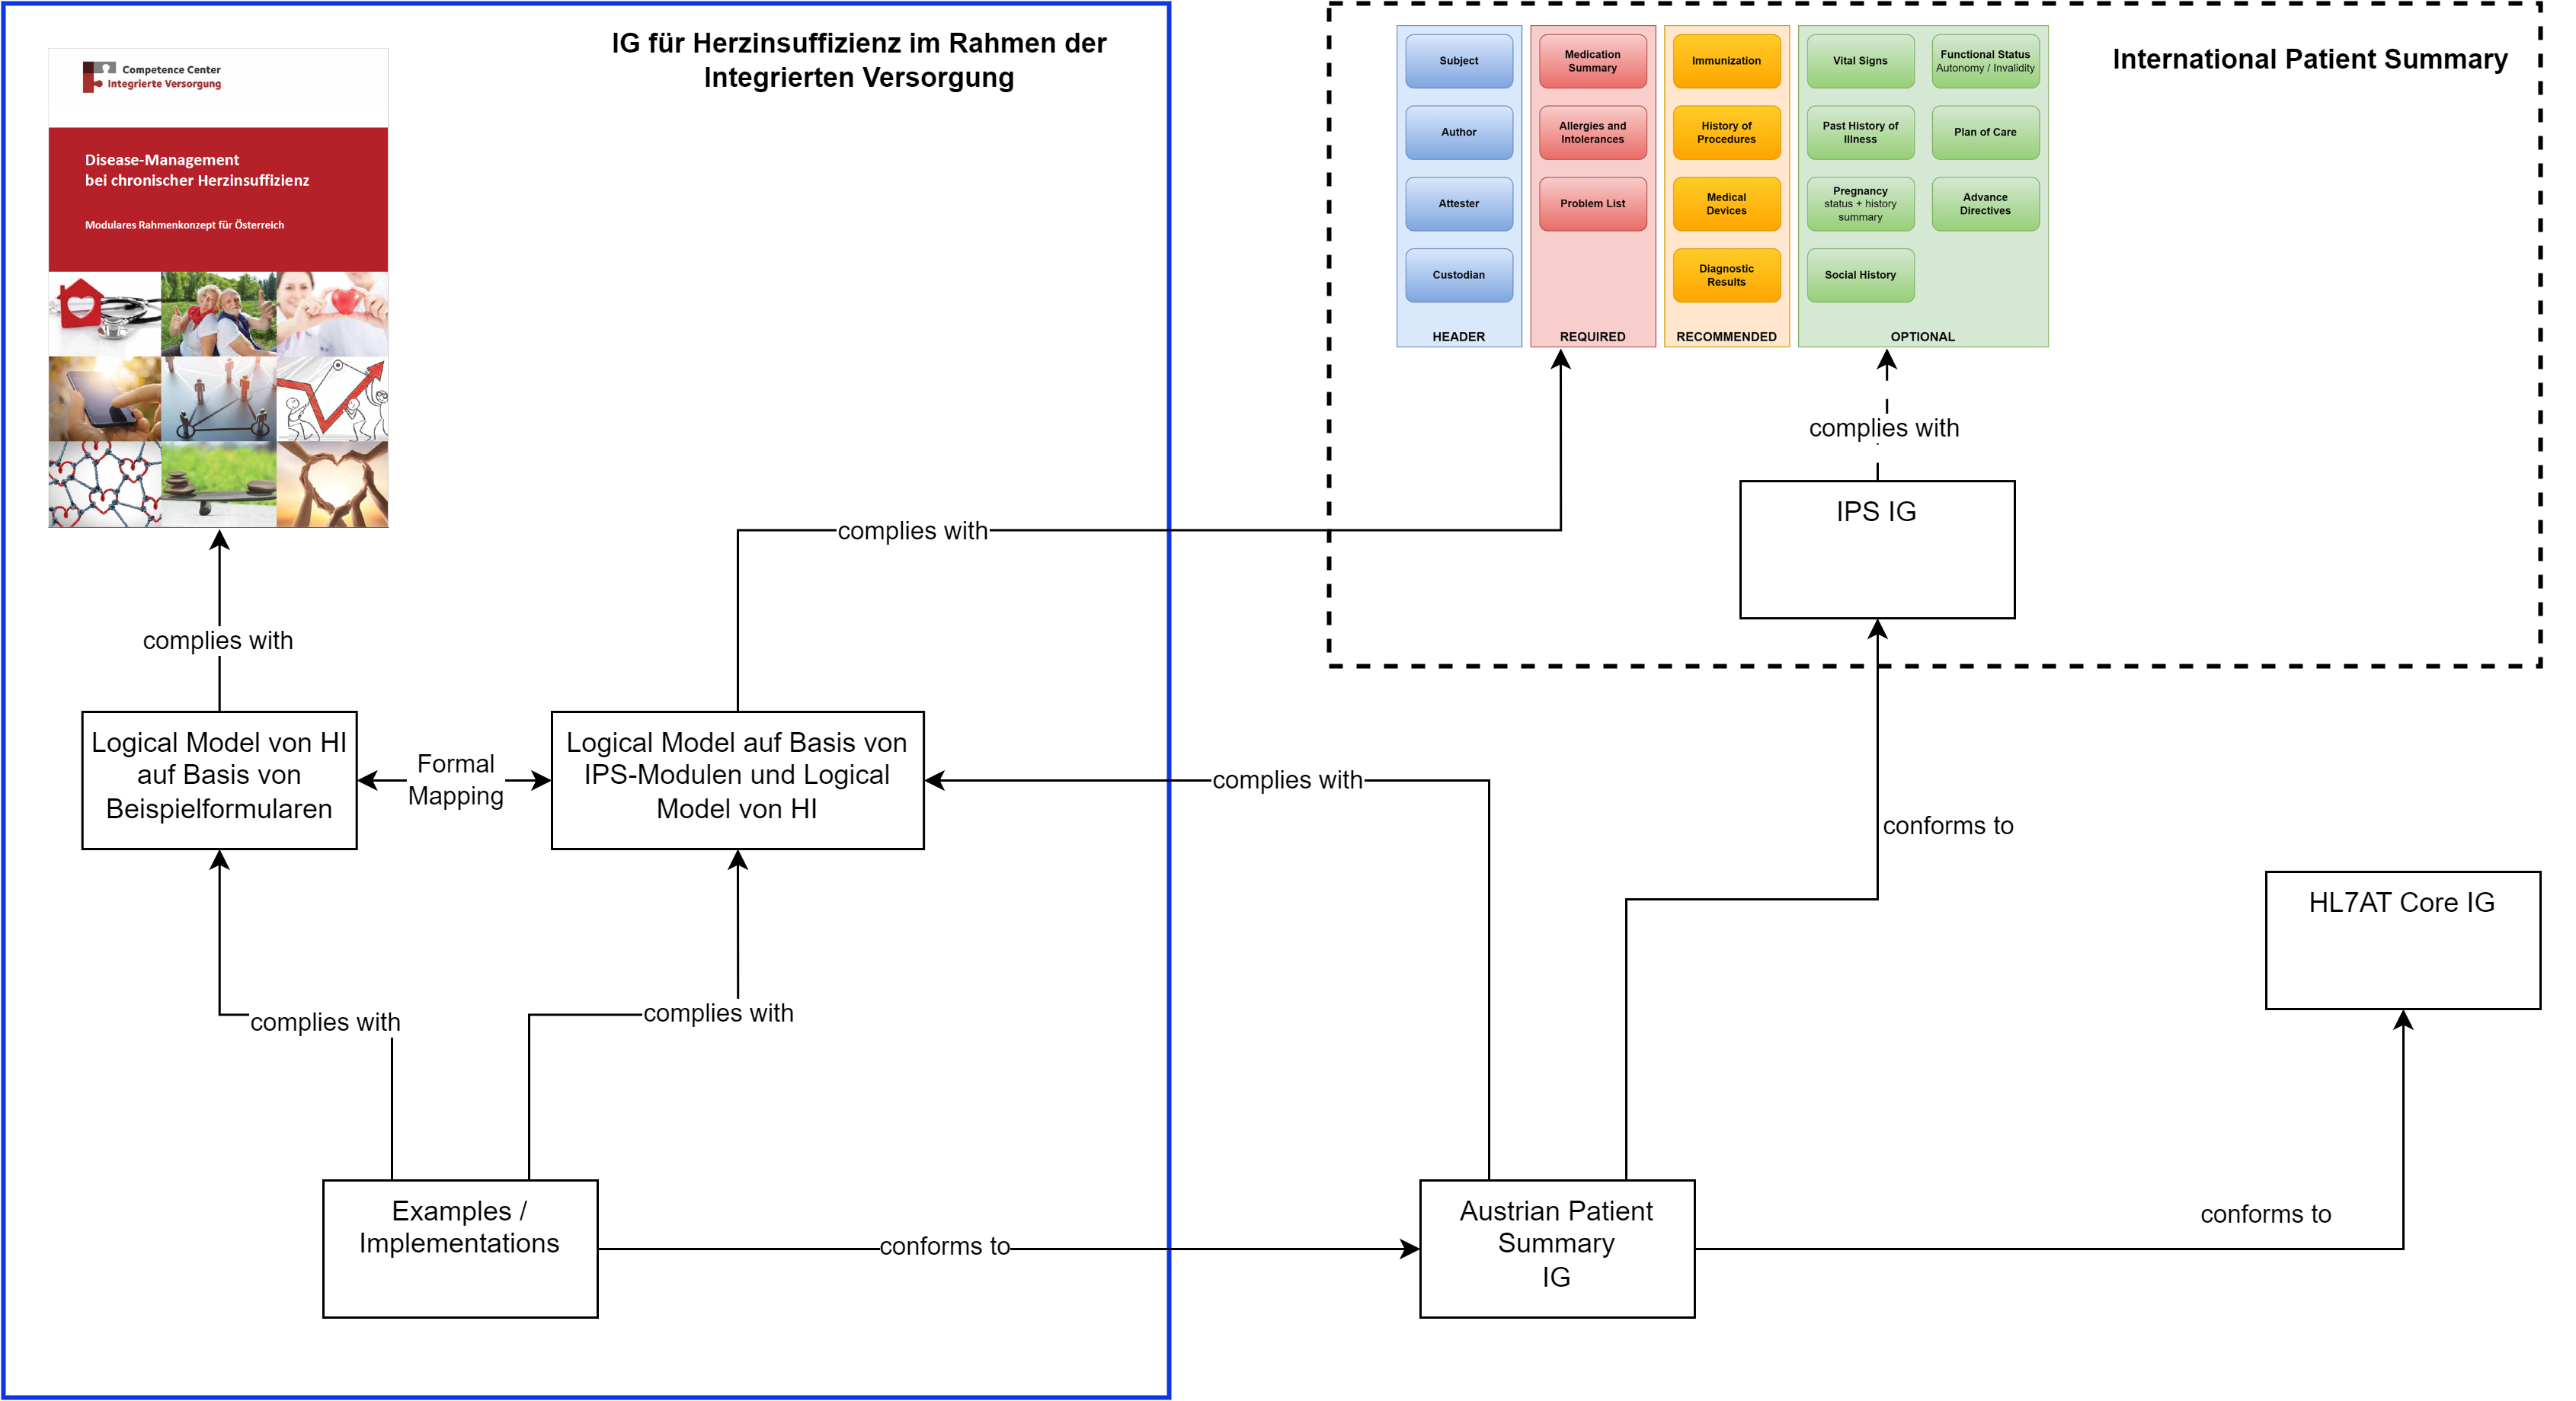 IG für Herzinsuffizienz im Rahmen der
Integrierten Versorgung
Competence Center
Integrierte Versorgung
Disease-Management
bei chronischer Herzinsuffizienz
Modulares Rahmenkonzept für Österreich
complies with
Logical Model von HI
auf Basis von
Beispielformularen
Formal
Mapping
Logical Model auf Basis von
IPS-Modulen und Logical
Model von HI
complies with
complies with
complies with
Examples /
Implementations
conforms to
International Patient Summary
Subject
Author
Attester
Custodian
HEADER
Medication
Summary
Allergies and
Intolerances
Problem List
REQUIRED
Immunization
History of
Procedures
Medical
Devices
Diagnostic
Results
RECOMMENDED
Vital Signs
Functional Status
Autonomy / Invalidity
Past History of
Illness
Plan of Care
Pregnancy
status + history
summary
Advance
Directives
Social History
OPTIONAL
complies with
IPS IG
complies with
conforms to
HL7AT Core IG
Austrian Patient
Summary
IG
conforms to